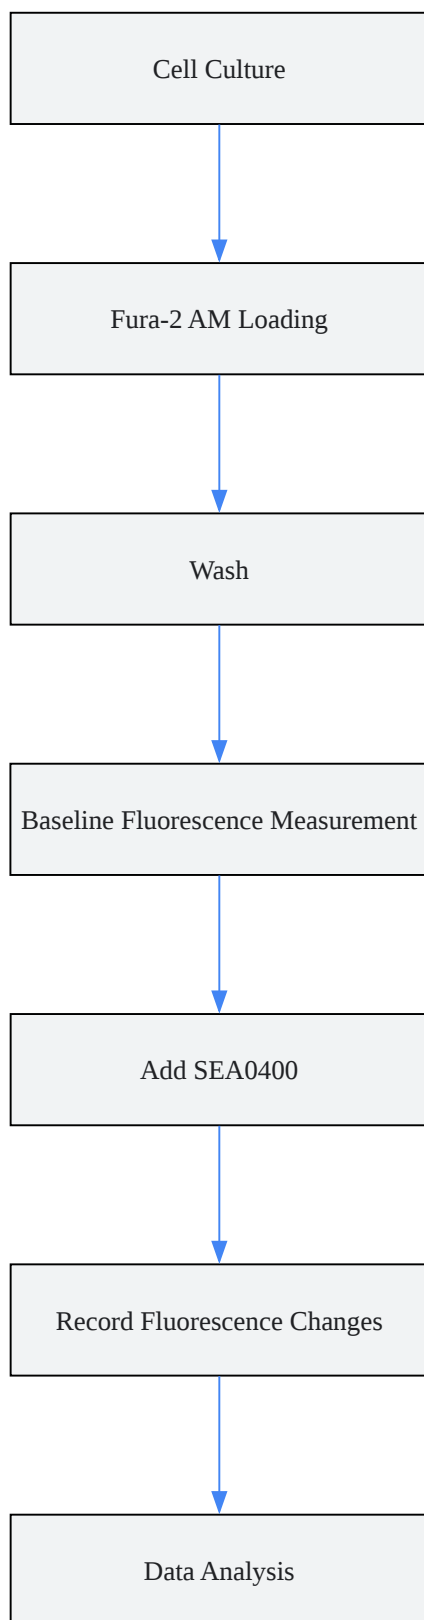 Cell Culture
Fura-2 AM Loading
Wash
Baseline Fluorescence Measurement
Add SEA0400
Record Fluorescence Changes
Data Analysis